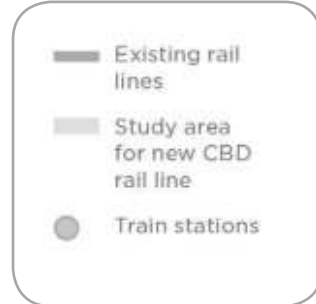 Existing rail
lines
Study area
for new CBD
rail line
Train stations